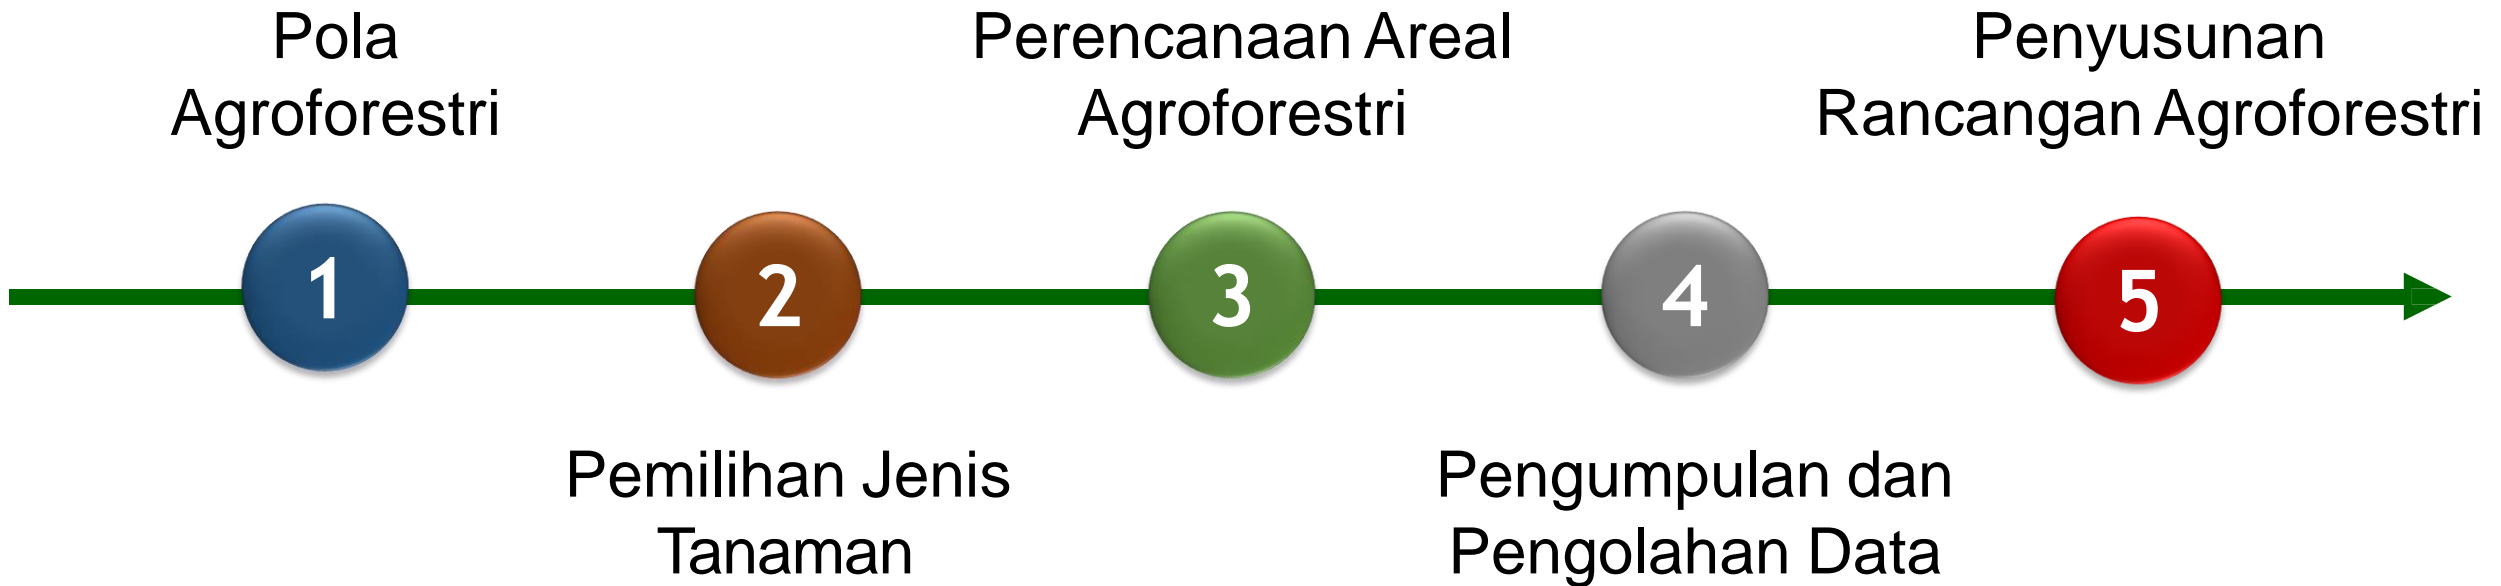 Pola
Agroforestri
Perencanaan Areal
Agroforestri
Penyusunan
Rancangan Agroforestri
1
2
3
4
5
Pemilihan Jenis
Tanaman
Pengumpulan dan
Pengolahan Data